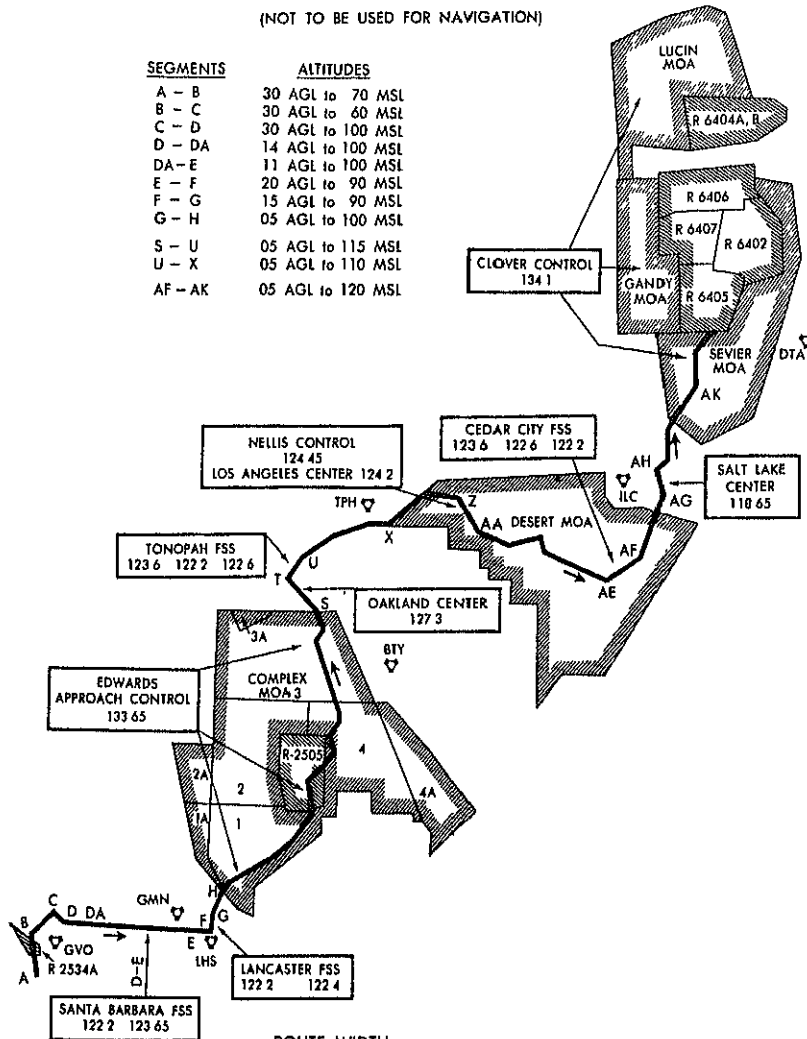 (NOT TO BE USED FOR NAVIGATION)
SEGMENTS ALTITUDES
A - B 30 AGL to 70 MSL
B - C 30 AGL to 60 MSL
C - D 30 AGL to 100 MSL
D - DA 14 AGL to 100 MSL
DA - E 11 AGL to 100 MSL
E - F 20 AGL to 90 MSL
F - G 15 AGL to 90 MSL
G - H 05 AGL to 100 MSL
S - U 05 AGL to 115 MSL
U - X 05 AGL to 110 MSL
AF - AK 05 AGL to 120 MSL
LUCIN
MOA
R 6404A, B
R 6406
R 6407
R 6402
CLOVER CONTROL
134 1
GANDY
MOA
R 6405
SEVIER
MOA
DTA
AK
NELLIS CONTROL
124 45
LOS ANGELES CENTER 124 2
CEDAR CITY FSS
123 6 122 6 122 2
AH
ILC
AG
SALT LAKE
CENTER
118 65
TPH
Z
AA
DESERT MOA
X
AF
AE
TONOPAH FSS
123 6 122 2 122 6
U
T
S
OAKLAND CENTER
127 3
3A
BTY
EDWARDS
APPROACH CONTROL
133 65
COMPLEX
MOA 3
R-2505
4
2A
2
4A
1A
1
H
GMN
C
D DA
F
G
B
E
LHS
GVO
R 2534A
A
D-E
LANCASTER FSS
122 2 122 4
SANTA BARBARA FSS
122 2 123 65
ROUTE WIDTH